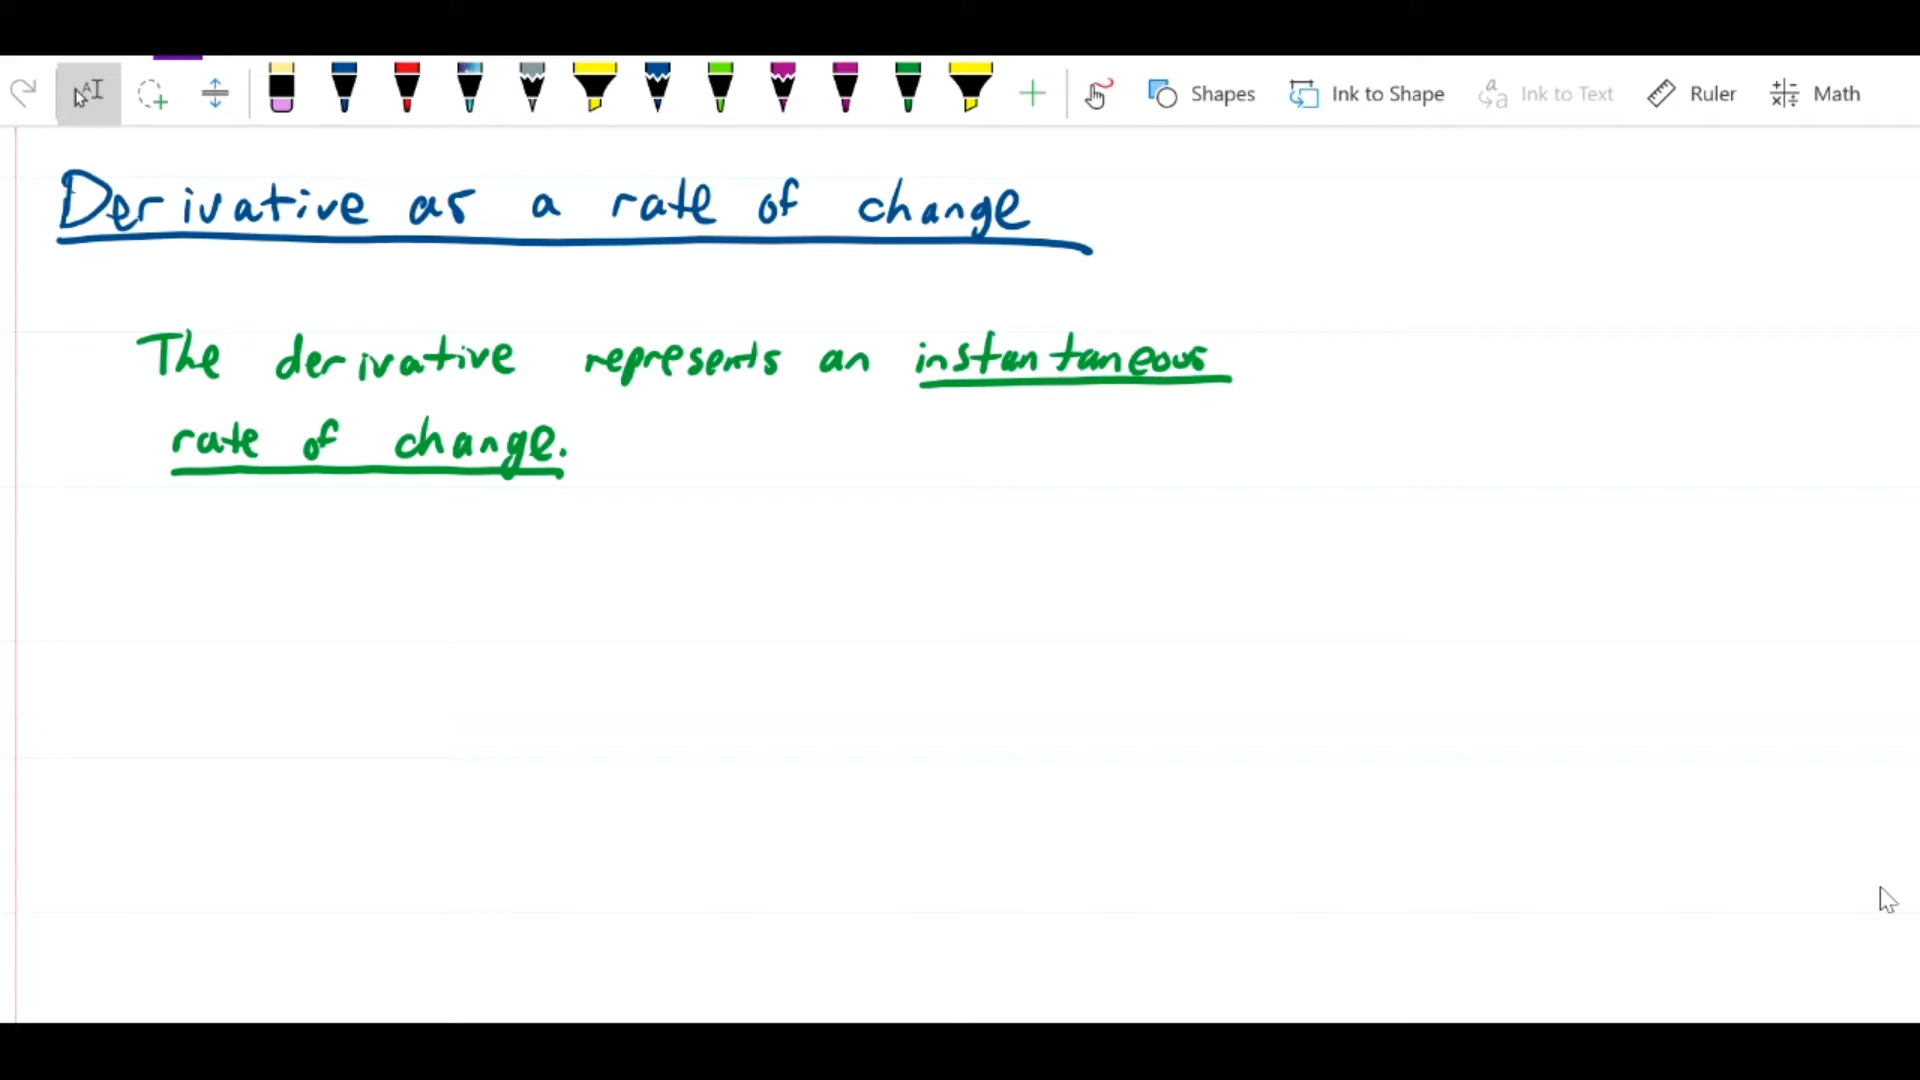 Shapes Ink to Shape Ink to Text Ruler Math
Derivative as a rate of change
The derivative represents an instantaneous
rate of change.